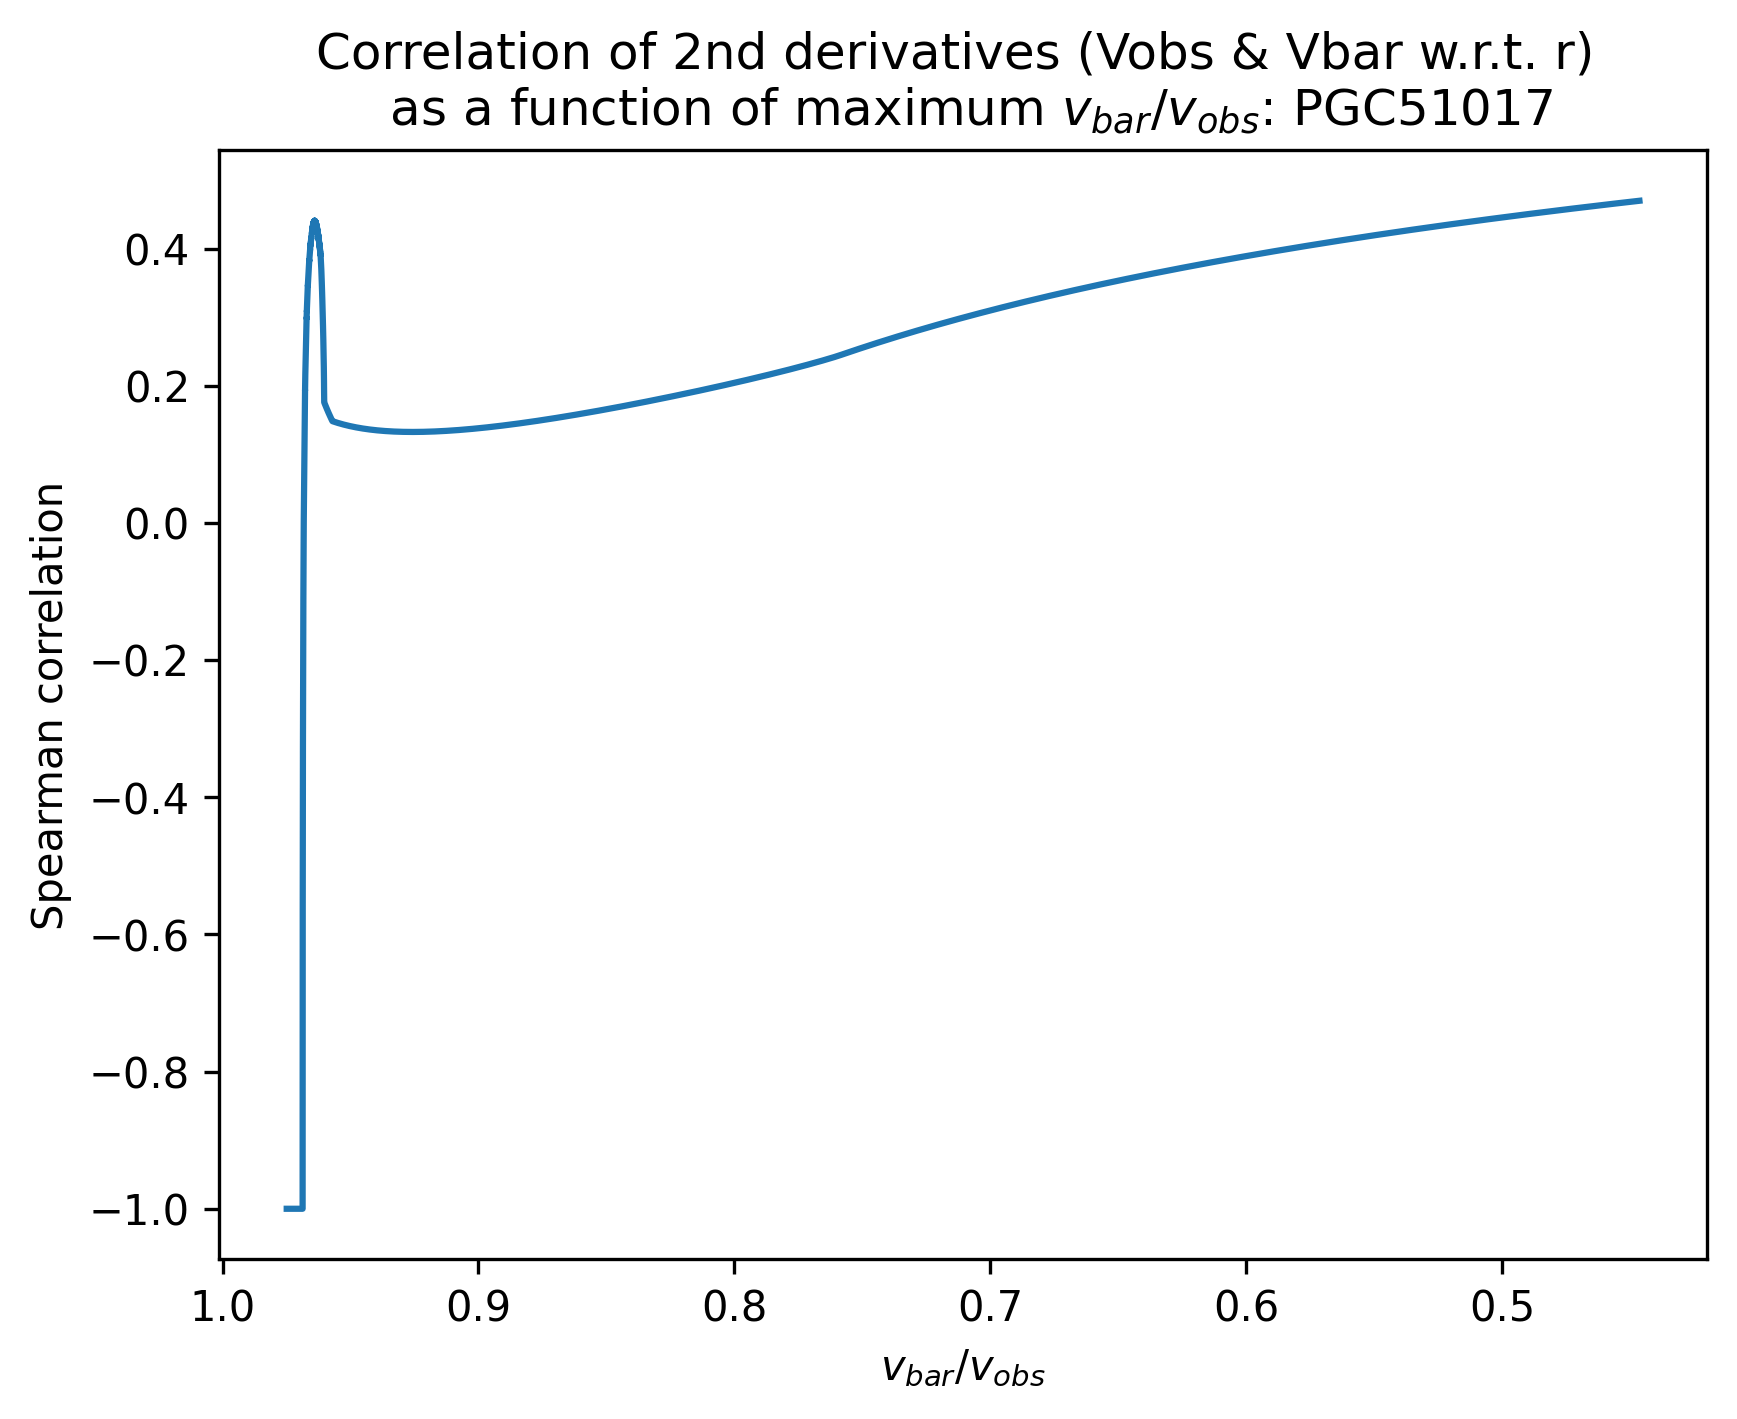 Correlation of 2nd derivatives (Vobs & Vbar w.r.t. r)
as a function of maximum v_bar/v_obs: PGC51017
0.4
0.2
0.0
−0.2
−0.4
−0.6
−0.8
−1.0
Spearman correlation
1.0 0.9 0.8 0.7 0.6 0.5
v_bar/v_obs